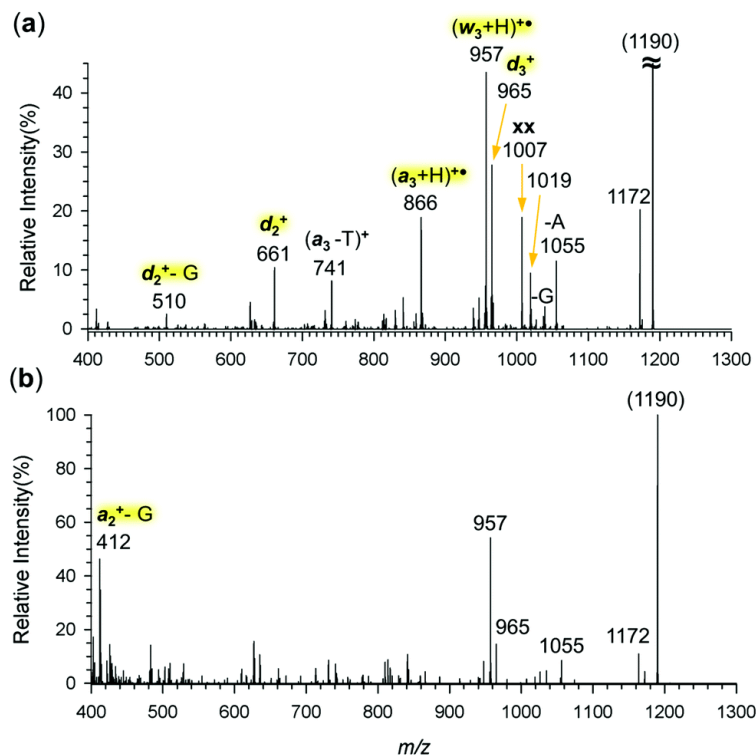 (a)
(w3+H)+•
957
d3+
965
(1190)
≈
xx
1007
1019
(a3+H)+•
866
1172
-A
1055
d2+
661
(a3-T)+
741
-G
d2+- G
510
Relative Intensity(%)
40
30
20
10
0
400 500 600 700 800 900 1000 1100 1200 1300
(b)
(1190)
a2+- G
412
957
965
1055
1172
Relative Intensity(%)
100
80
60
40
20
0
400 500 600 700 800 900 1000 1100 1200 1300
m/z